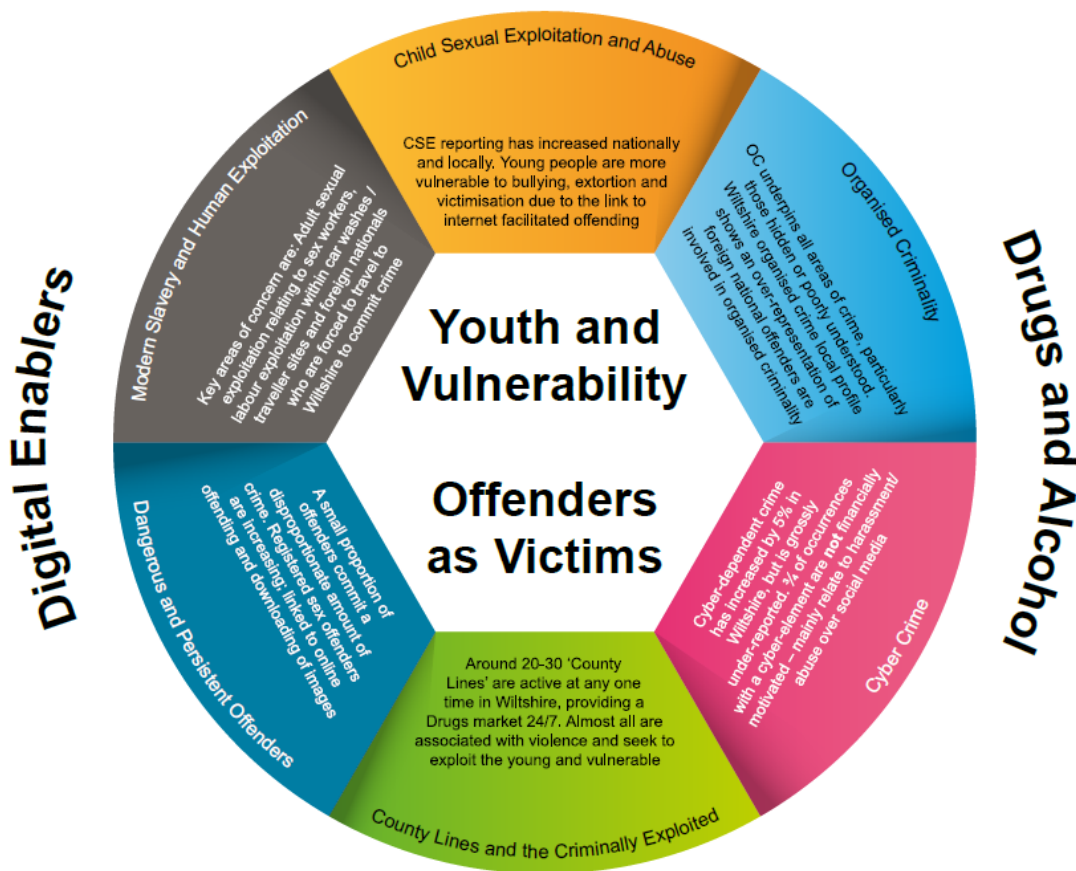 Child Sexual Exploitation and Abuse
CSE reporting has increased nationally
and locally. Young people are more
vulnerable to bullying, extortion and
victimisation due to the link to
internet facilitated offending
Organised Criminality
OC underpins all areas of crime, particularly
those hidden or poorly understood.
Wiltshire organised crime local profile
shows an over-representation of
foreign national offenders are
involved in organised criminality
Cyber Crime
Cyber-dependent crime
has increased by 5% in
Wiltshire, but is grossly
under-reported. ¾ of occurrences
with a cyber-element are not financially
motivated – mainly relate to harassment/
abuse over social media
County Lines and the Criminally Exploited
Around 20-30 ‘County
Lines’ are active at any one
time in Wiltshire, providing a
Drugs market 24/7. Almost all are
associated with violence and seek to
exploit the young and vulnerable
Dangerous and Persistent Offenders
A small proportion of
offenders commit a
disproportionate amount of
crime. Registered sex offenders
are increasing; linked to online
offending and downloading of images
Modern Slavery and Human Exploitation
Key areas of concern are: Adult sexual
exploitation relating to sex workers,
labour exploitation within car washes /
traveller sites and foreign nationals
who are forced to travel to
Wiltshire to commit crime
Youth and
Vulnerability
Offenders
as Victims
Digital Enablers
Drugs and Alcohol